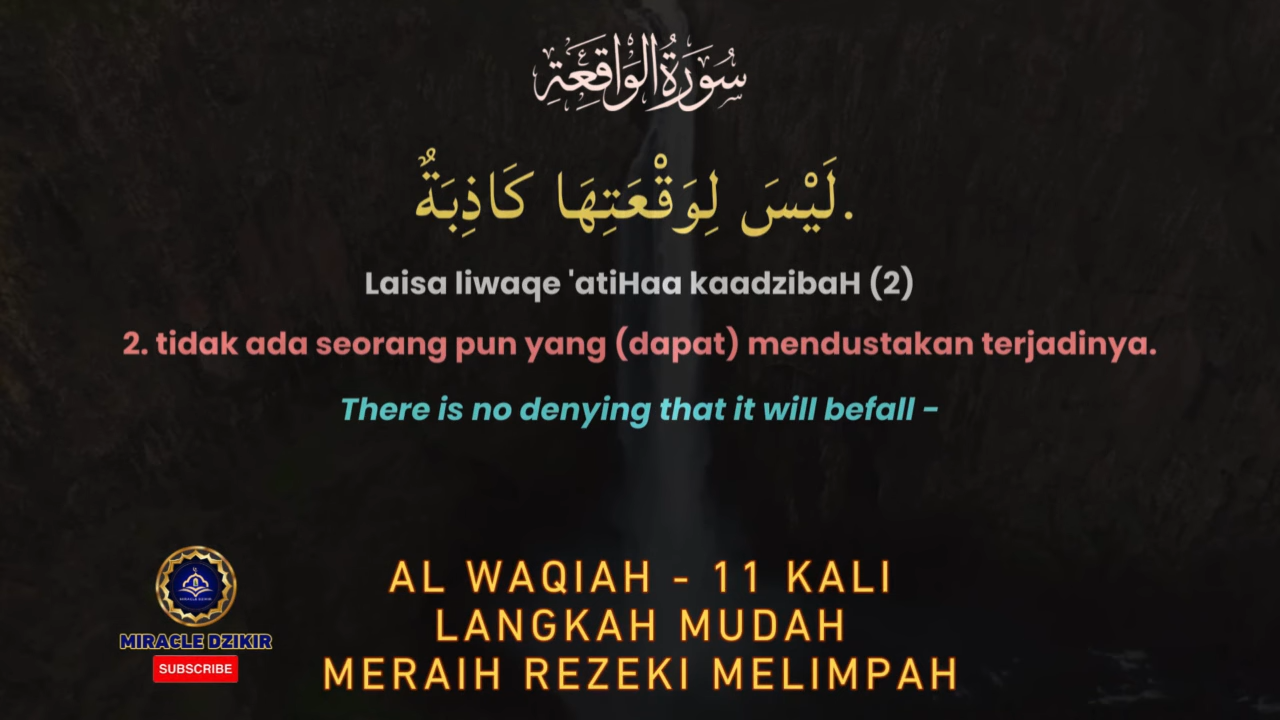 سُورَةُ الْوَاقِعَةِ
لَيْسَ لِوَقْعَتِهَا كَاذِبَةٌ.
Laisa liwaqe 'atiHaa kaadzibaH (2)
2. tidak ada seorang pun yang (dapat) mendustakan terjadinya.
There is no denying that it will befall -
AL WAQIAH - 11 KALI
LANGKAH MUDAH
MERAIH REZEKI MELIMPAH
MIRACLE DZIKIR
SUBSCRIBE